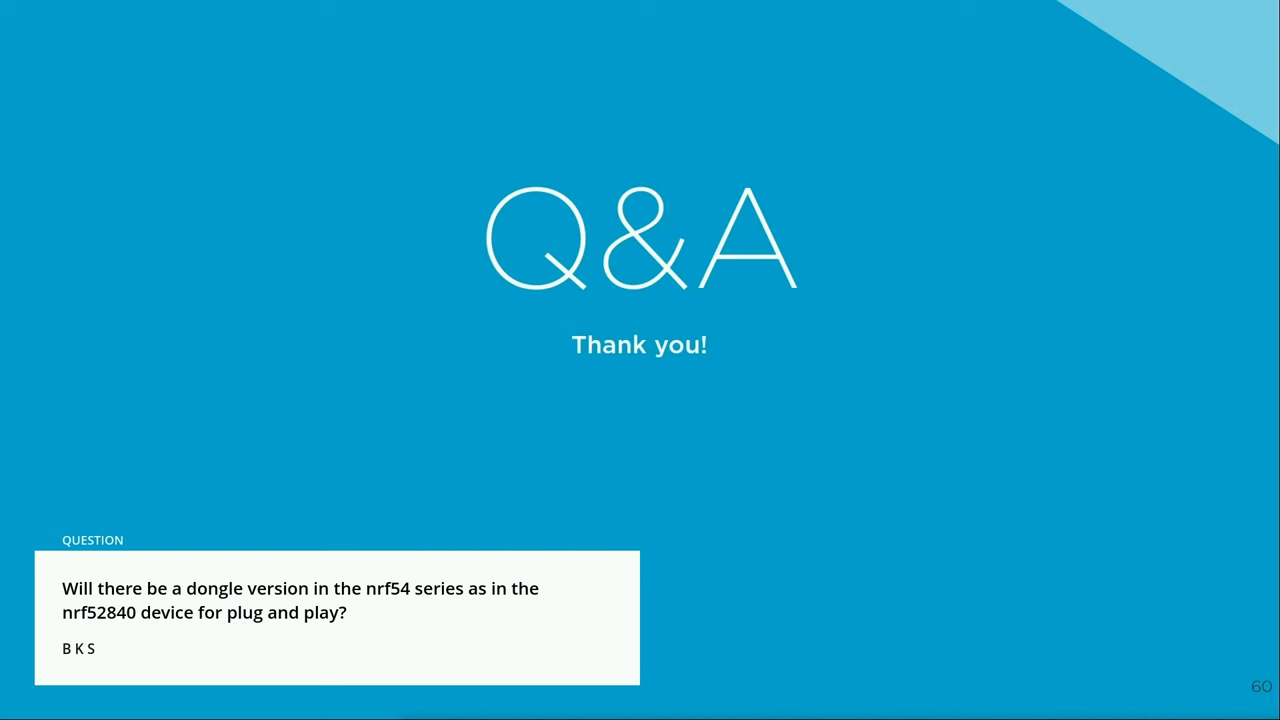 Q&A
Thank you!
QUESTION
Will there be a dongle version in the nrf54 series as in the
nrf52840 device for plug and play?
B K S
60